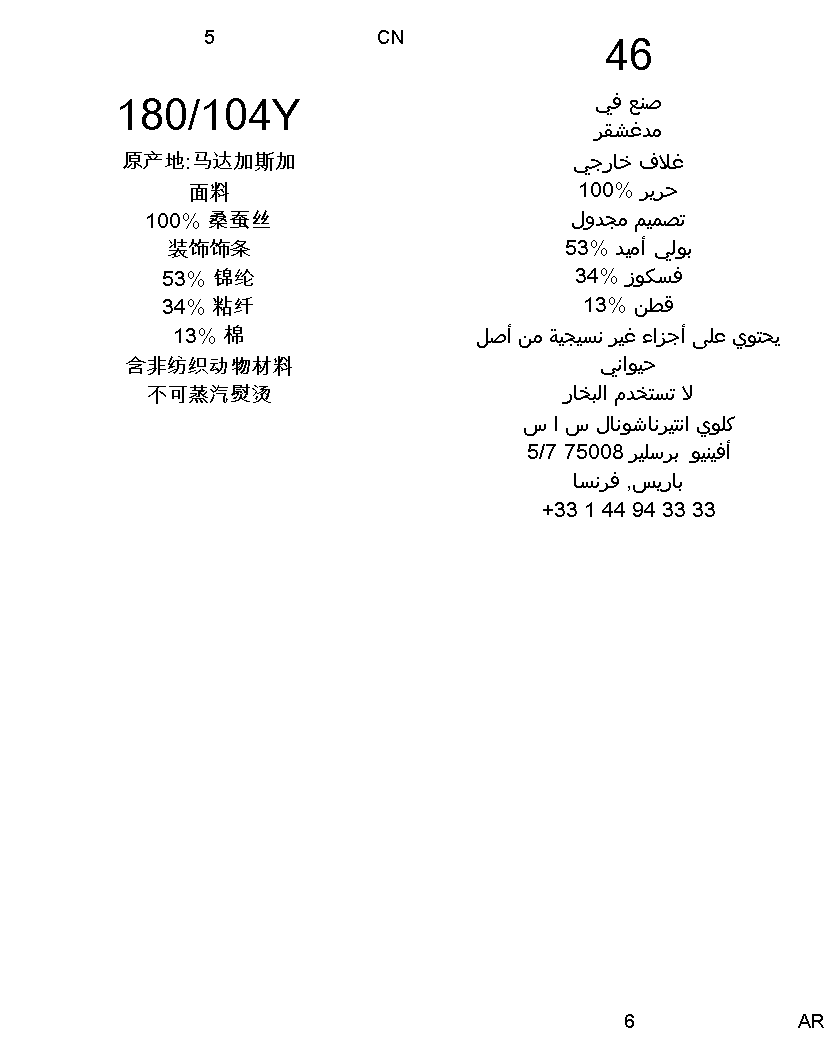 5
CN
180/104Y
原产地:马达加斯加
面料
100% 桑蚕丝
装饰饰条
53% 锦纶
34% 粘纤
13% 棉
含非纺织动物材料
不可蒸汽熨烫
46
صنع في
مدغشقر
غلاف خارجي
حرير %100
تصميم مجدول
بولي أميد %53
فسكوز %34
قطن %13
يحتوي على أجزاء غير نسيجية من أصل
حيواني
لا تستخدم البخار
كلوي انتيرناشونال س ا س
أفينيو برسلير 75008 5/7
باريس, فرنسا
+33 1 44 94 33 33
6
AR